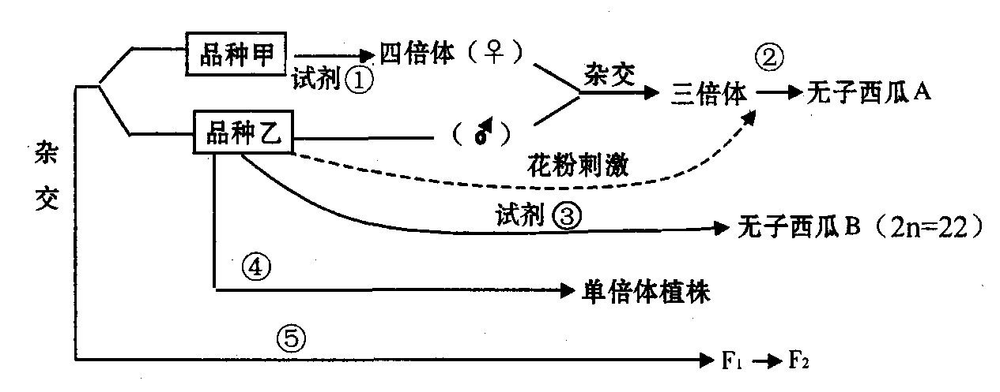 品种甲
试剂①
四倍体（♀）
杂交
三倍体
②
无子西瓜A
品种乙
（♂）
花粉刺激
杂交
试剂③
无子西瓜B（2n=22）
④
单倍体植株
⑤
F₁
F₂